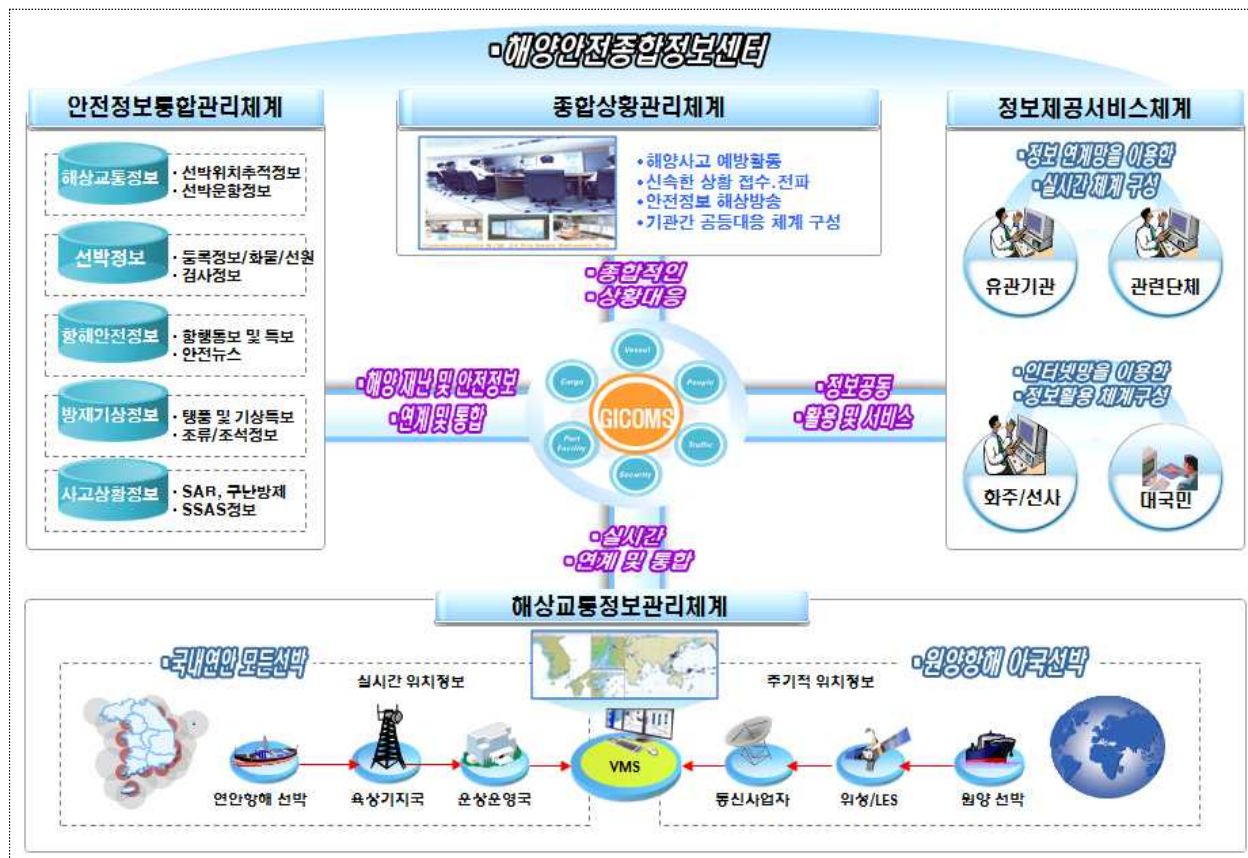 ▪해양안전종합정보센터
안전정보통합관리체계
해상교통정보
· 선박위치추적정보
· 선박운항정보
선박정보
· 등록정보/화물/선원
· 검사정보
항해안전정보
· 항행통보 및 특보
· 안전뉴스
방재기상정보
· 태풍 및 기상특보
· 조류/조석정보
사고상황정보
· SAR, 구난방제
· SSAS정보
종합상황관리체계
• 해양사고 예방활동
• 신속한 상황 접수.전파
• 안전정보 해상방송
• 기관간 공동대응 체계 구성
정보제공서비스체계
▪정보 연계망을 이용한
▪실시간 체계 구성
유관기관
관련단체
▪인터넷망을 이용한
▪정보활용 체계구성
화주/선사
대국민
▪종합적인
▪상황대응
▪해양 재난 및 안전정보
▪연계 및 통합
Vessel
Cargo
People
GICOMS
Port
Facility
Traffic
Security
▪정보공동
▪활용 및 서비스
▪실시간
▪연계 및 통합
해상교통정보관리체계
▪국내연안 모든선박
실시간 위치정보
연안항해 선박
육상기지국
운상운영국
VMS
▪원양항해 이국선박
주기적 위치정보
통신사업자
위성/LES
원양 선박